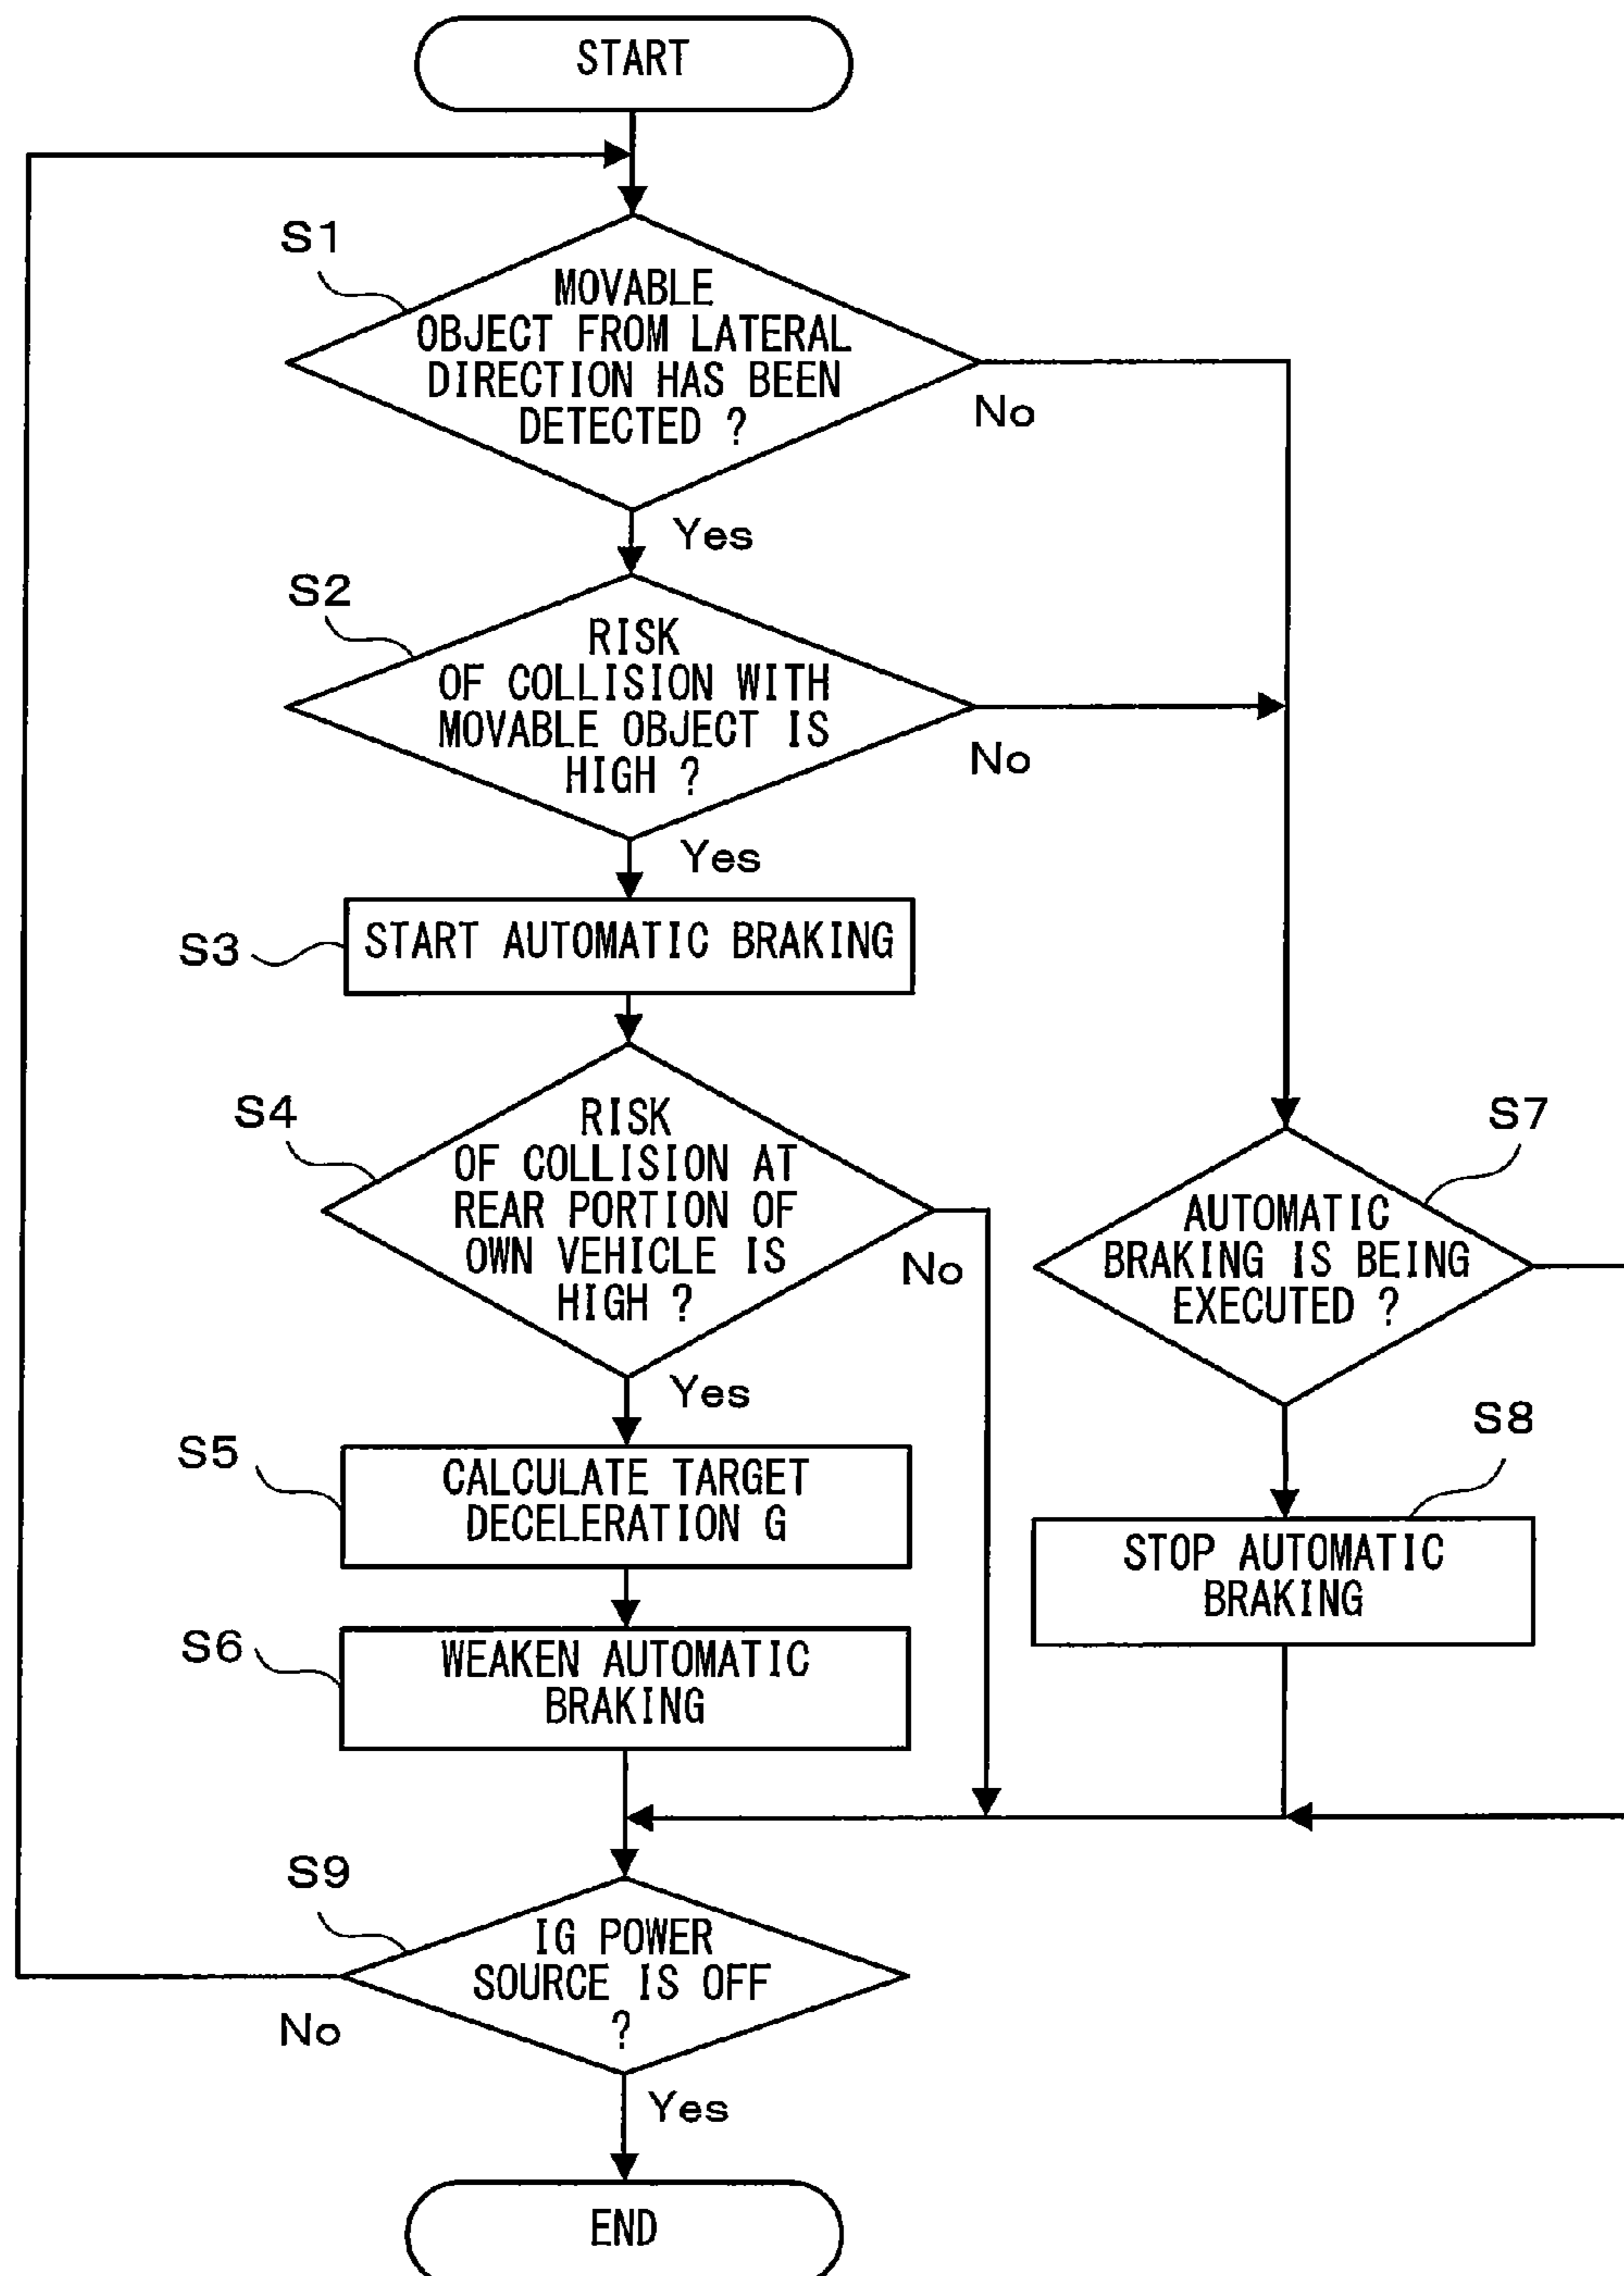 START
S1
MOVABLE
OBJECT FROM LATERAL
DIRECTION HAS BEEN
DETECTED ?
No
Yes
S2
RISK
OF COLLISION WITH
MOVABLE OBJECT IS
HIGH ?
No
Yes
S3
START AUTOMATIC BRAKING
S4
RISK
OF COLLISION AT
REAR PORTION OF
OWN VEHICLE IS
HIGH ?
No
Yes
S5
CALCULATE TARGET
DECELERATION G
S6
WEAKEN AUTOMATIC
BRAKING
S7
AUTOMATIC
BRAKING IS BEING
EXECUTED ?
S8
STOP AUTOMATIC
BRAKING
S9
IG POWER
SOURCE IS OFF
?
No
Yes
END